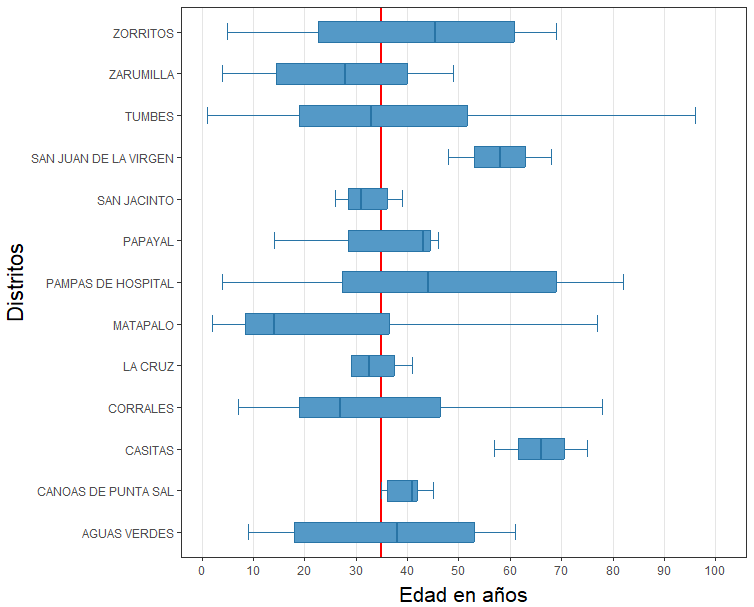 ZORRITOS
ZARUMILLA
TUMBES
SAN JUAN DE LA VIRGEN
SAN JACINTO
PAPAYAL
PAMPAS DE HOSPITAL
MATAPALO
LA CRUZ
CORRALES
CASITAS
CANOAS DE PUNTA SAL
AGUAS VERDES
Distritos
0 10 20 30 40 50 60 70 80 90 100
Edad en años